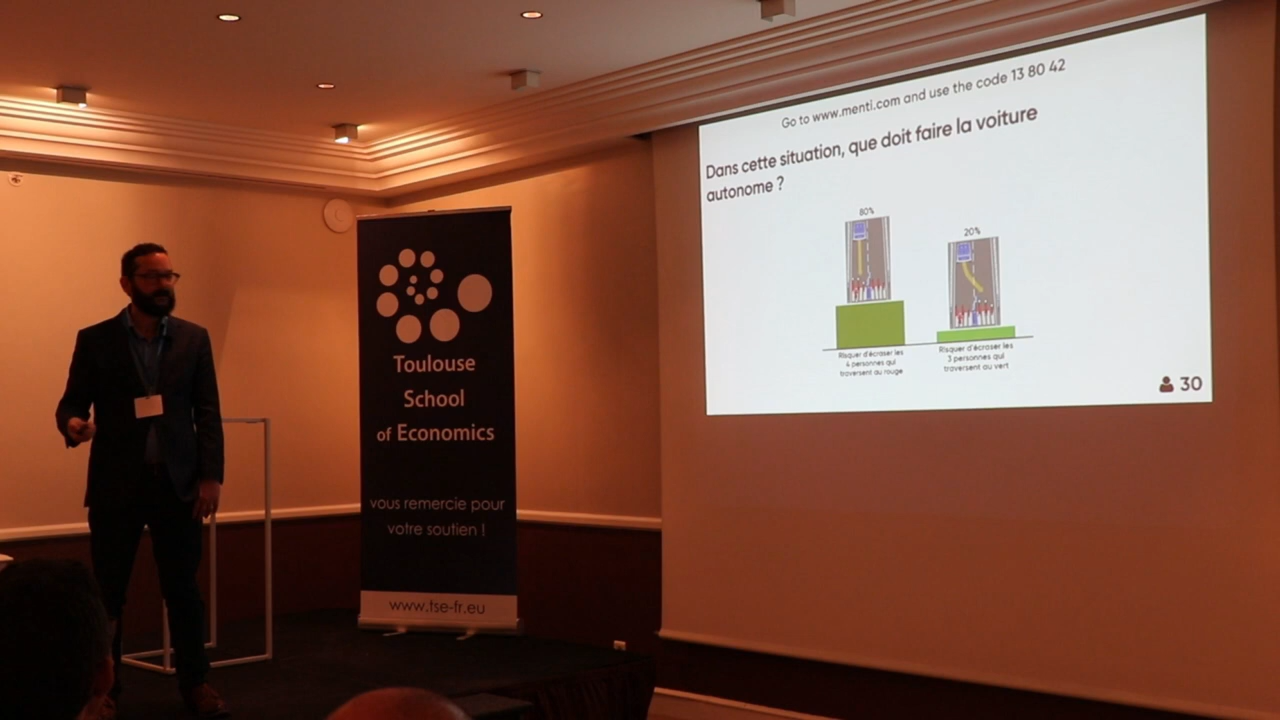 Go to www.menti.com and use the code 13 80 42
Dans cette situation, que doit faire la voiture
autonome ?
80%
20%
Risquer d'écraser les
4 personnes qui
traversent au rouge
Risquer d'écraser les
3 personnes qui
traversent au vert
30
Toulouse
School
of Economics
vous remercie pour
votre soutien !
www.fse-fr.eu